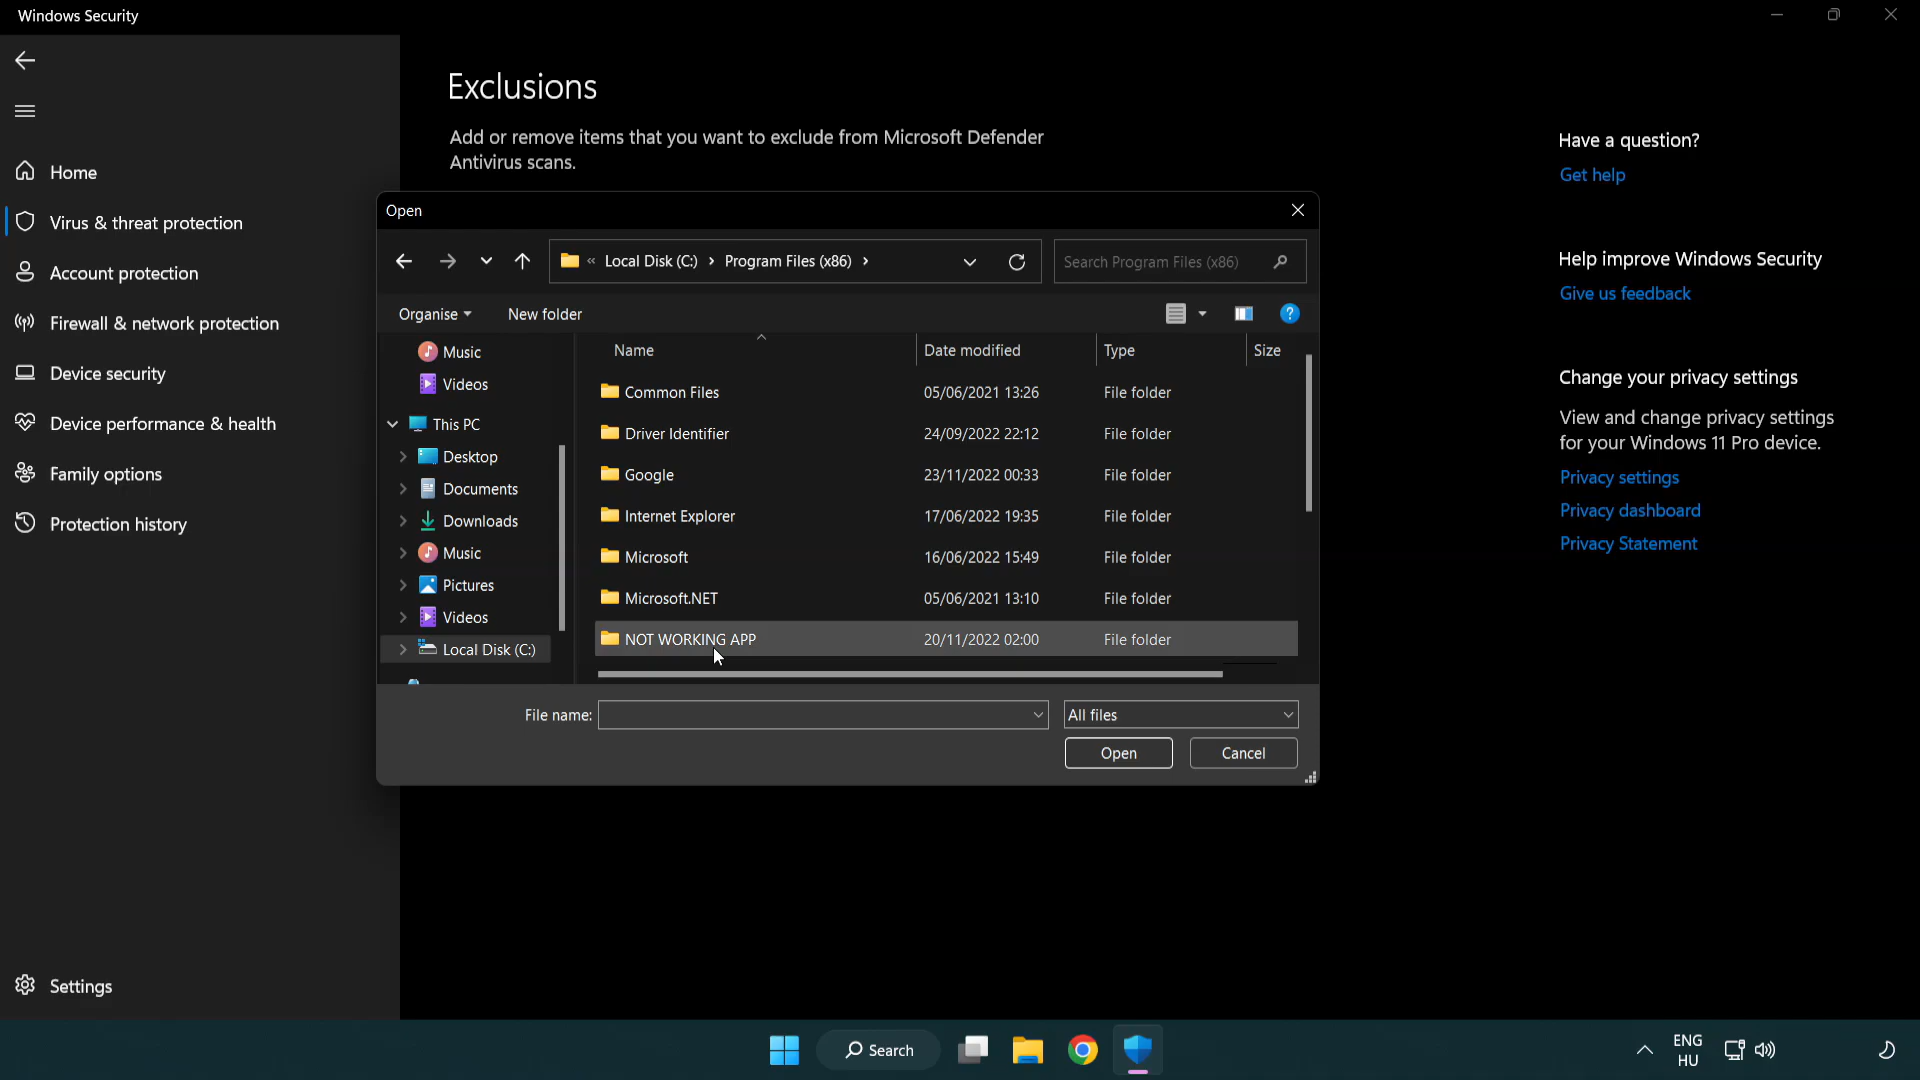 Windows Security
Home
Virus & threat protection
Account protection
Firewall & network protection
Device security
Device performance & health
Family options
Protection history
Settings
Exclusions
Add or remove items that you want to exclude from Microsoft Defender
Antivirus scans.
Open
« Local Disk (C:) > Program Files (x86) >
Search Program Files (x86)
Organise
New folder
?
Music
Videos
This PC
Desktop
Documents
Downloads
Music
Pictures
Videos
Local Disk (C:)
Name Date modified Type Size
Common Files 05/06/2021 13:26 File folder
Driver Identifier 24/09/2022 22:12 File folder
Google 23/11/2022 00:33 File folder
Internet Explorer 17/06/2022 19:35 File folder
Microsoft 16/06/2022 15:49 File folder
Microsoft.NET 05/06/2021 13:10 File folder
NOT WORKING APP 20/11/2022 02:00 File folder
File name:
All files
Open
Cancel
Have a question?
Get help
Help improve Windows Security
Give us feedback
Change your privacy settings
View and change privacy settings
for your Windows 11 Pro device.
Privacy settings
Privacy dashboard
Privacy Statement
Search
ENG
HU